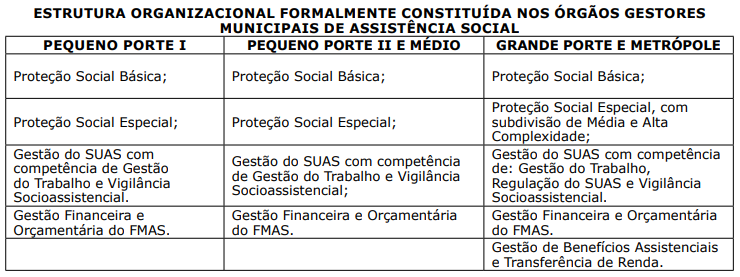 ESTRUTURA ORGANIZACIONAL FORMALMENTE CONSTITUÍDA NOS ÓRGÃOS GESTORES
MUNICIPAIS DE ASSISTÊNCIA SOCIAL
PEQUENO PORTE I
PEQUENO PORTE II E MÉDIO
GRANDE PORTE E METRÓPOLE
Proteção Social Básica;
Proteção Social Básica;
Proteção Social Básica;
Proteção Social Especial;
Proteção Social Especial;
Proteção Social Especial, com
subdivisão de Média e Alta
Complexidade;
Gestão do SUAS com
competência de Gestão
do Trabalho e Vigilância
Socioassistencial.
Gestão do SUAS com competência
de Gestão do Trabalho e Vigilância
Socioassistencial;
Gestão do SUAS com competência
de: Gestão do Trabalho,
Regulação do SUAS e Vigilância
Socioassistencial.
Gestão Financeira e
Orçamentária do FMAS.
Gestão Financeira e Orçamentária
do FMAS.
Gestão Financeira e Orçamentária
do FMAS.
Gestão de Benefícios Assistenciais
e Transferência de Renda.